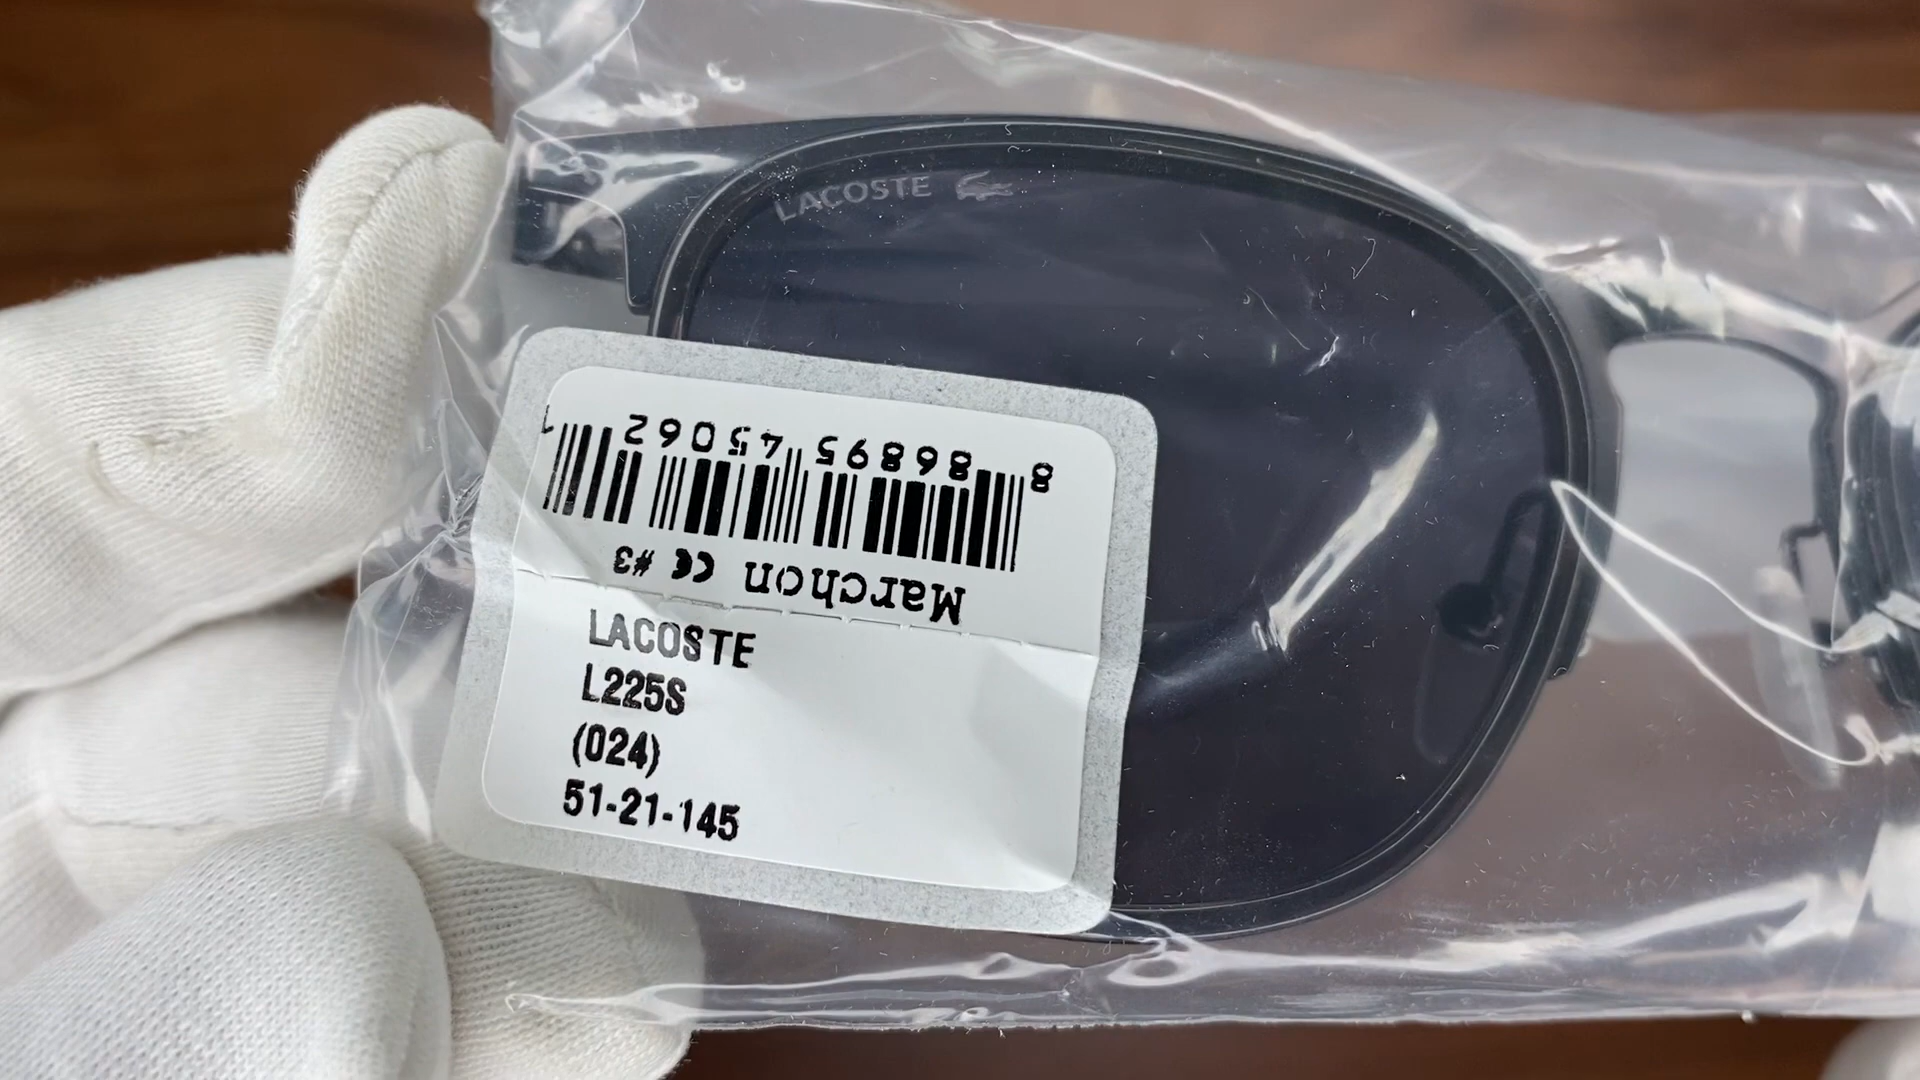 LACOSTE
8 86895 45062 1
Marchon CE #3
LACOSTE
L225S
(024)
51-21-145